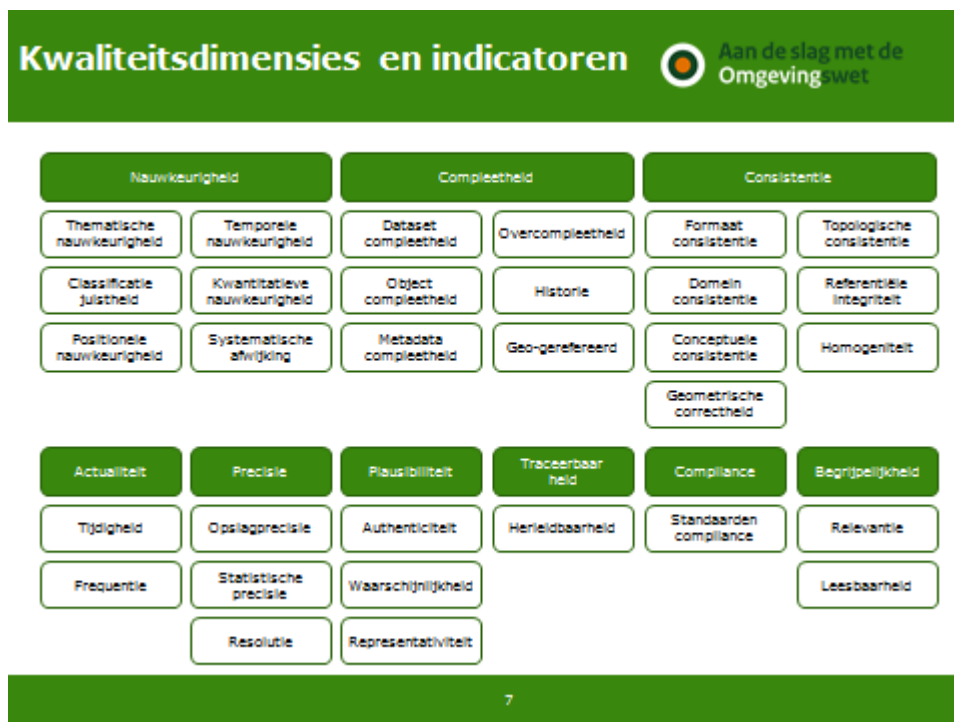 Kwaliteitsdimensies en indicatoren
Aan de slag met de
Omgevingswet
Nauwkeurigheid
Compleetheid
Consistentie
Thematische
nauwkeurigheid
Temporele
nauwkeurigheid
Dataset
compleetheid
Overcompleetheid
Formaat
consistentie
Topologische
consistentie
Classificatie
juistheid
Kwantitatieve
nauwkeurigheid
Object
compleetheid
Historie
Domein
consistentie
Referentiële
integriteit
Positionele
nauwkeurigheid
Systematische
afwijking
Metadata
compleetheid
Geo-gerefereerd
Conceptuele
consistentie
Homogeniteit
Geometrische
correctheid
Actualiteit
Precisie
Plausibiliteit
Traceerbaar
heid
Compliance
Begrijpelijkheid
Tijdigheid
Opslagprecisie
Authenticiteit
Herleidbaarheid
Standaarden
compliance
Relevantie
Frequentie
Statistische
precisie
Waarschijnlijkheid
Leesbaarheid
Resolutie
Representativiteit
7